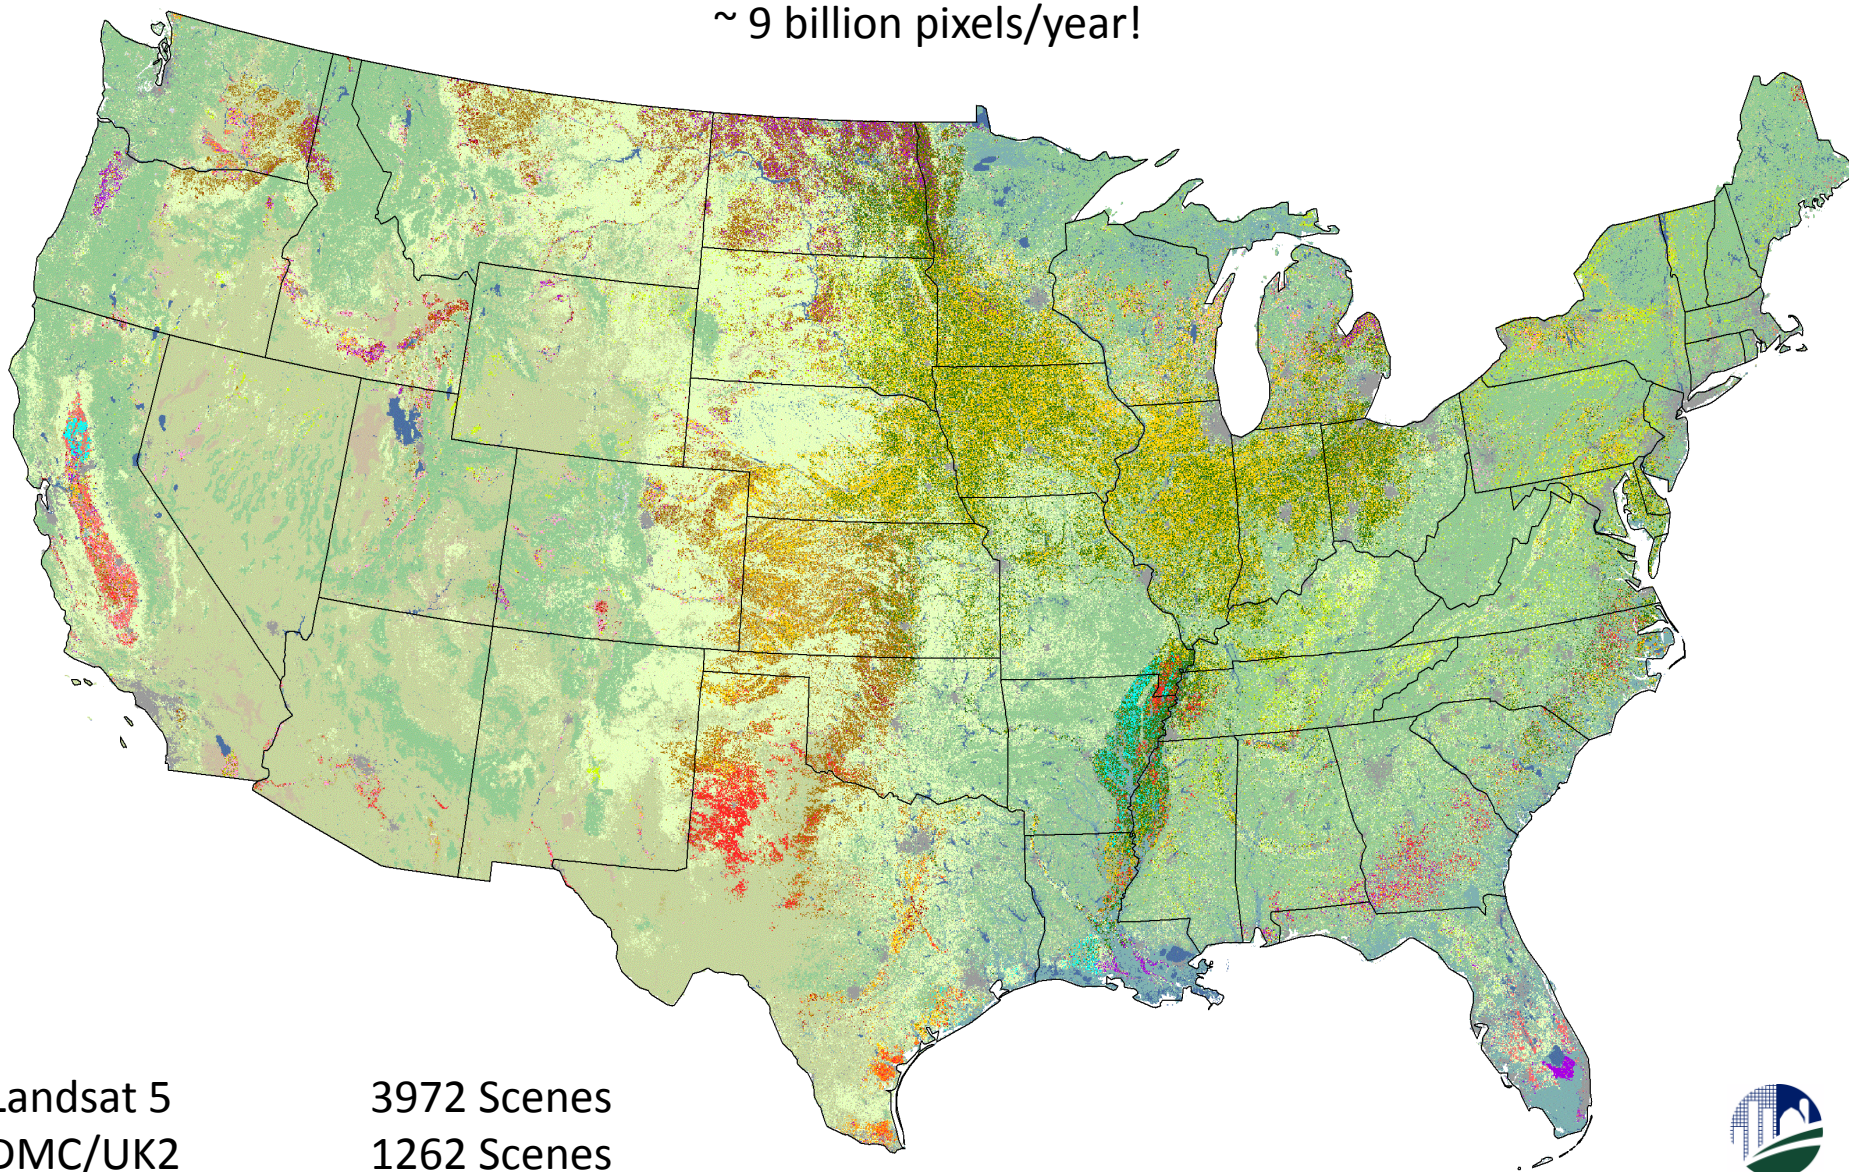 ~ 9 billion pixels/year!
Landsat 5 3972 Scenes
DMC/UK2 1262 Scenes